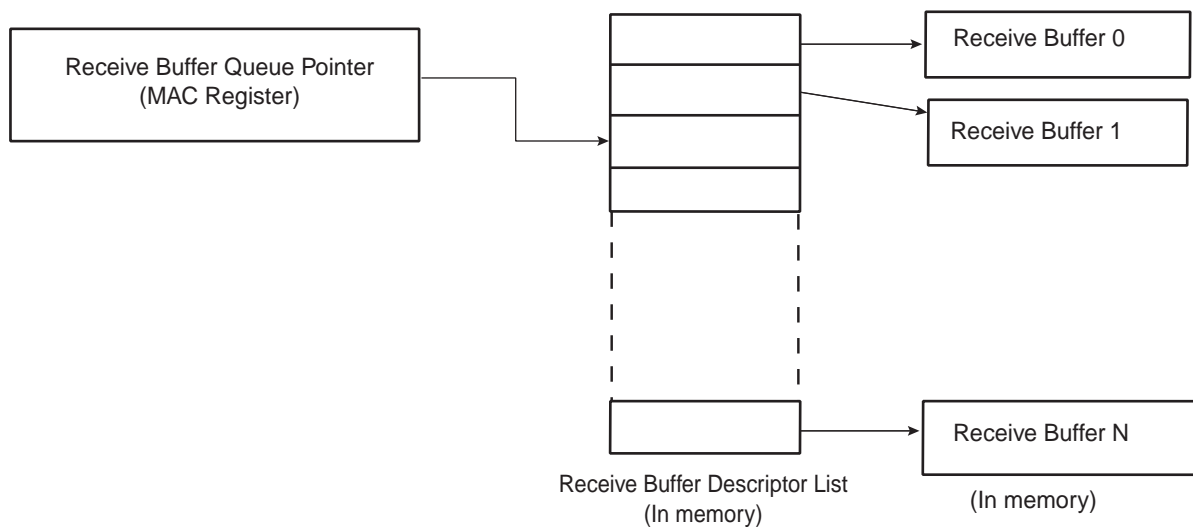 Receive Buffer Queue Pointer
(MAC Register)
Receive Buffer 0
Receive Buffer 1
Receive Buffer N
Receive Buffer Descriptor List
(In memory)
(In memory)